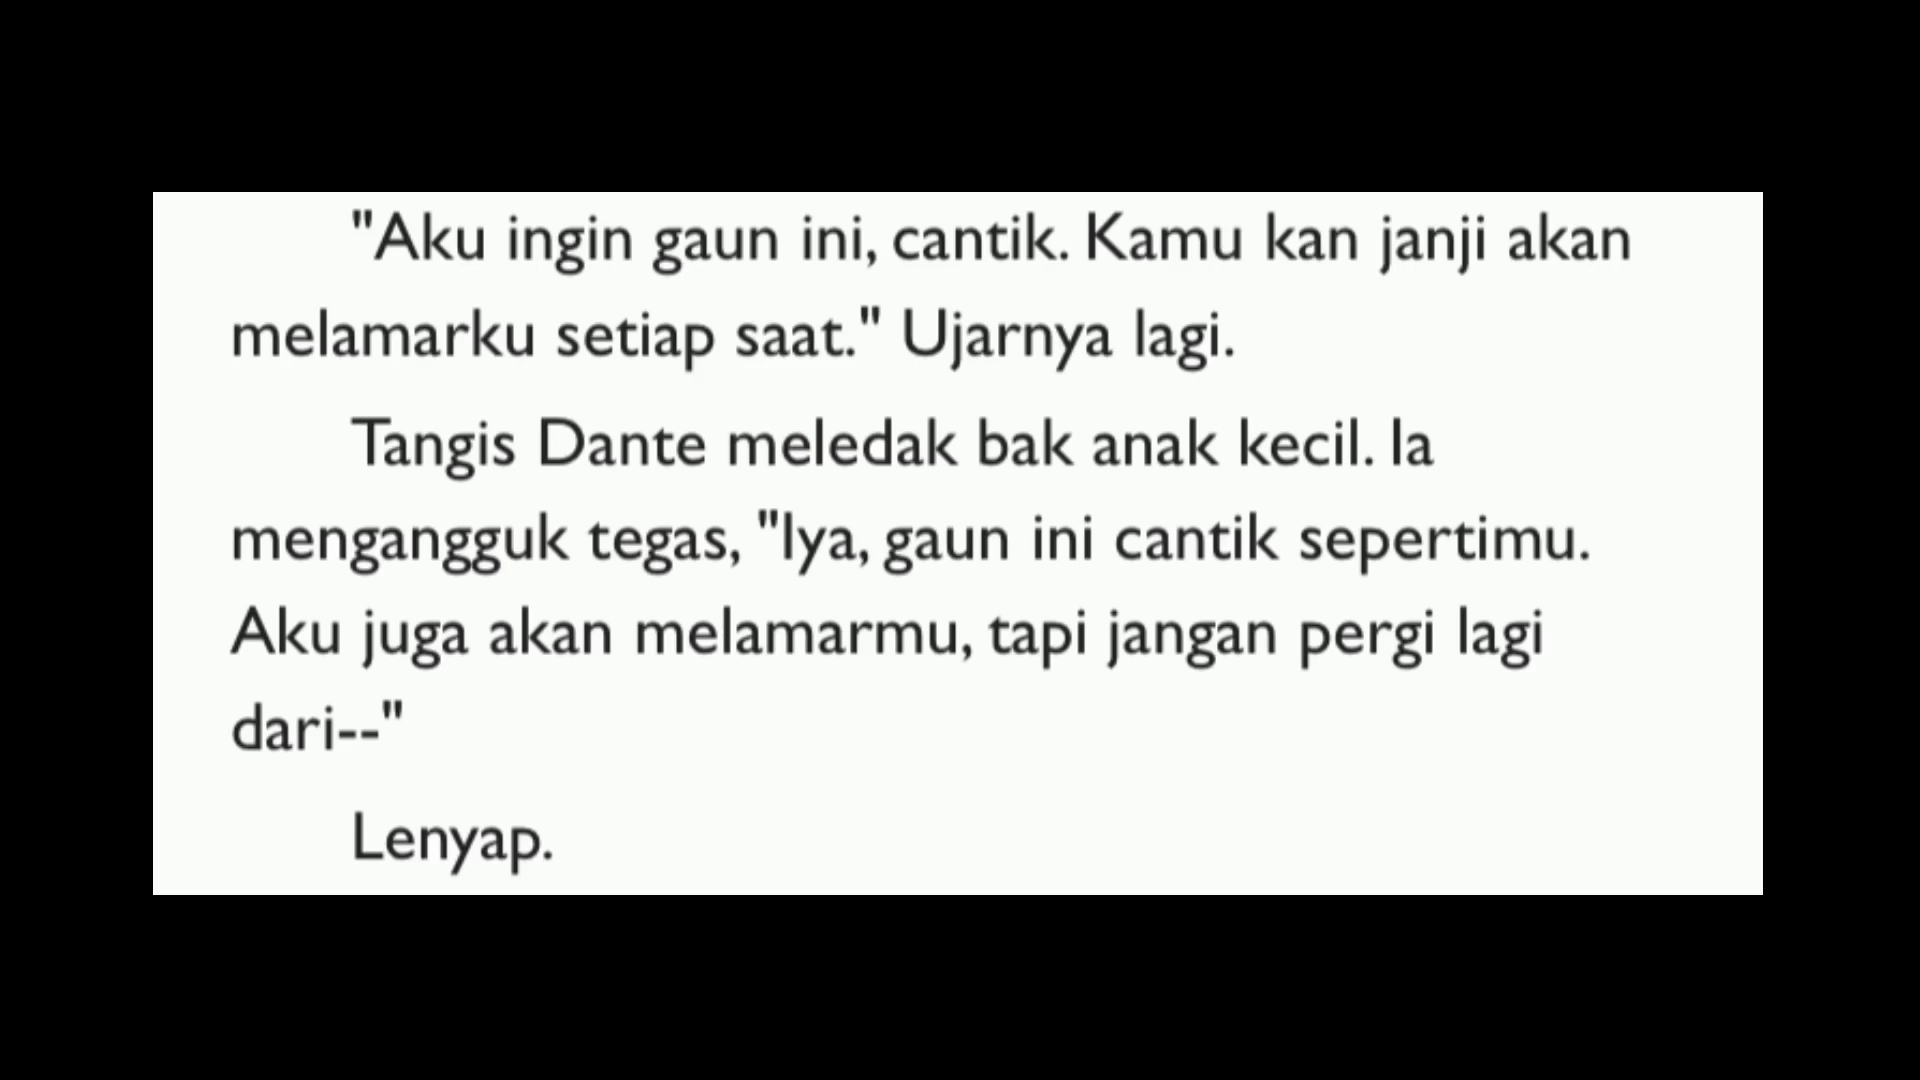 "Aku ingin gaun ini, cantik. Kamu kan janji akan
melamarku setiap saat." Ujarnya lagi.
Tangis Dante meledak bak anak kecil. Ia
mengangguk tegas, "Iya, gaun ini cantik sepertimu.
Aku juga akan melamarmu, tapi jangan pergi lagi
dari--"
Lenyap.